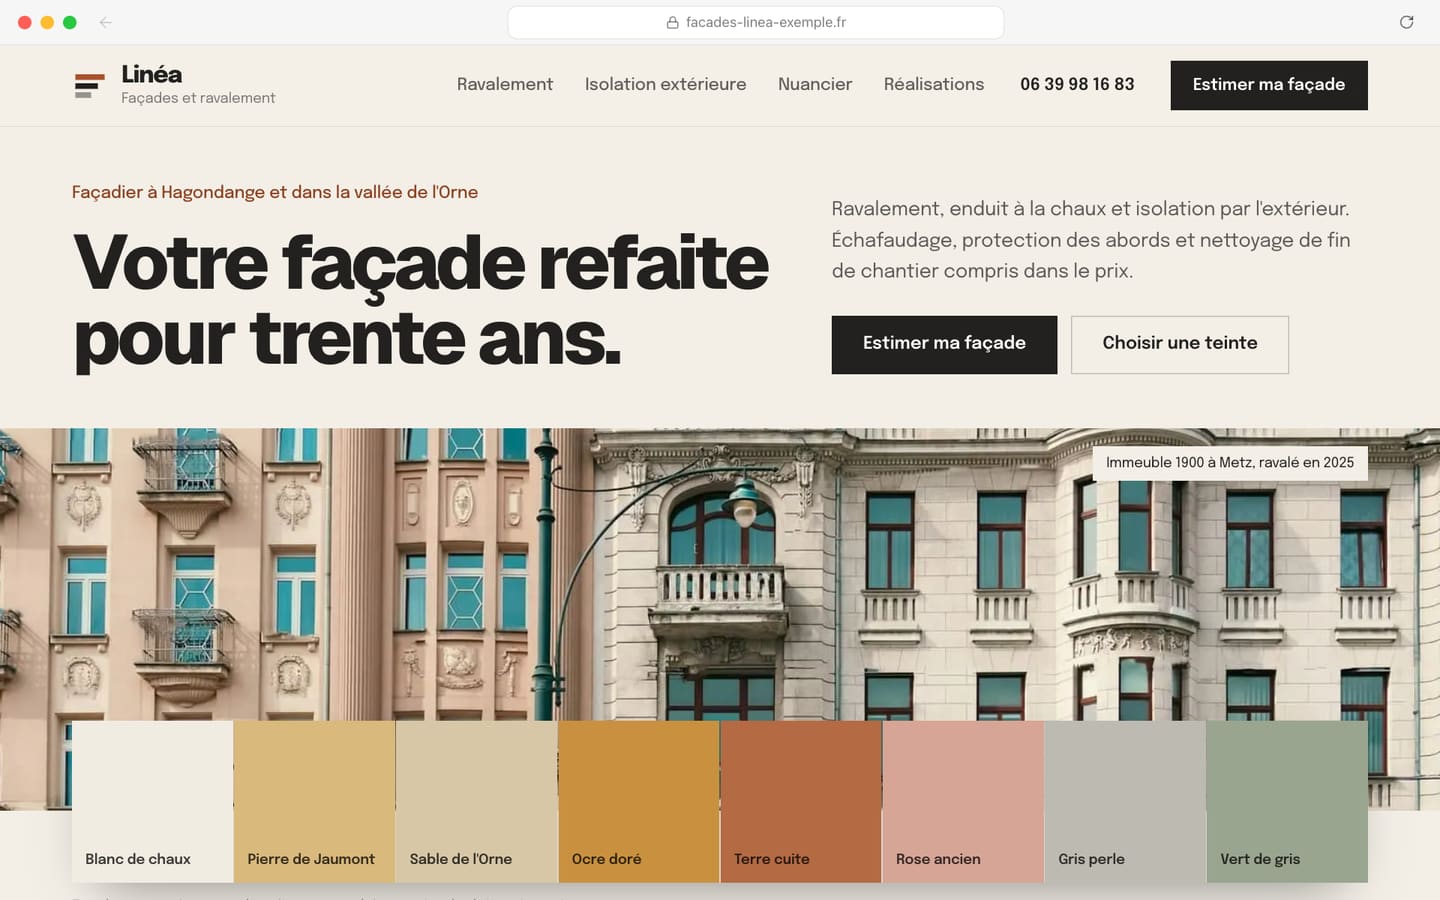 facades-linea-exemple.fr
Linéa
Façades et ravalement
Ravalement
Isolation extérieure
Nuancier
Réalisations
06 39 98 16 83
Estimer ma façade
Façadier à Hagondange et dans la vallée de l'Orne
Votre façade refaite
pour trente ans.
Ravalement, enduit à la chaux et isolation par l'extérieur.
Échafaudage, protection des abords et nettoyage de fin
de chantier compris dans le prix.
Estimer ma façade
Choisir une teinte
Immeuble 1900 à Metz, ravalé en 2025
Blanc de chaux
Pierre de Jaumont
Sable de l'Orne
Ocre doré
Terre cuite
Rose ancien
Gris perle
Vert de gris